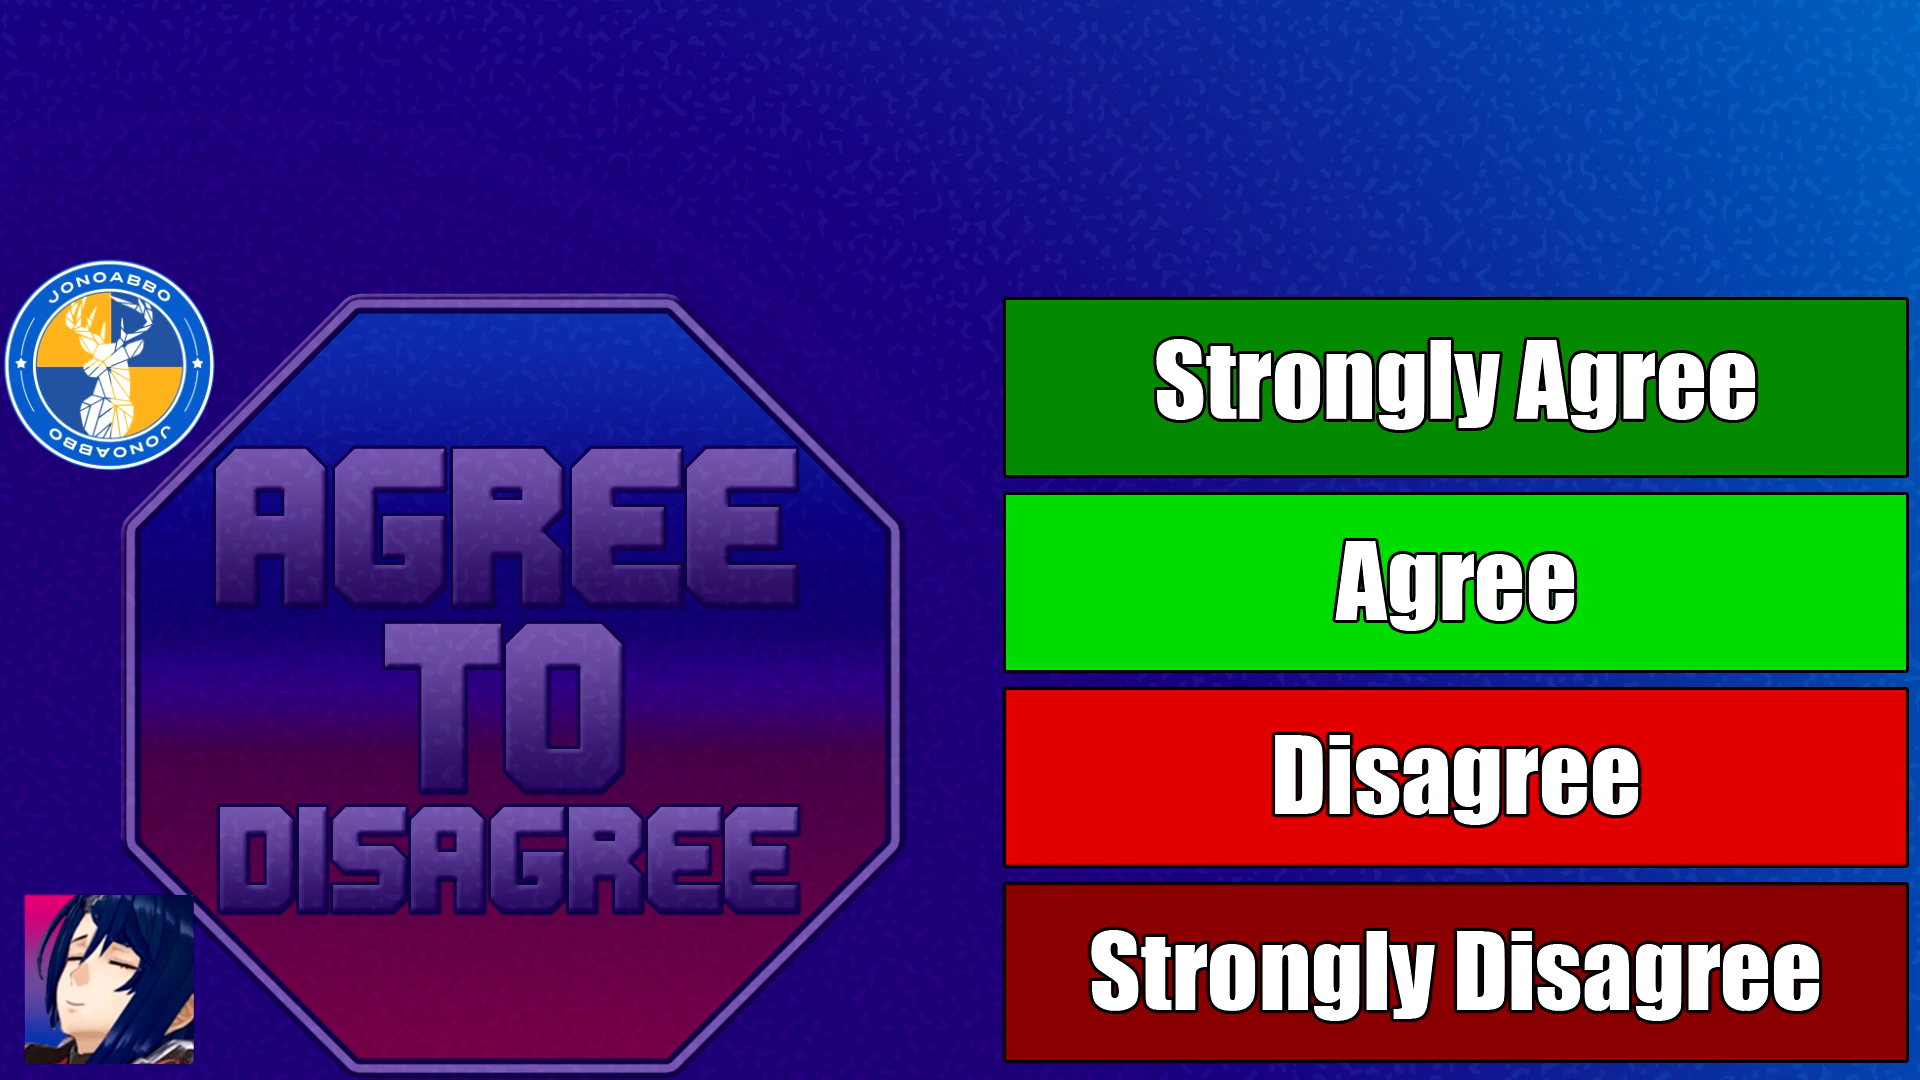 JONOABBO
JONOABBO
AGREE
TO
DISAGREE
Strongly Agree
Agree
Disagree
Strongly Disagree